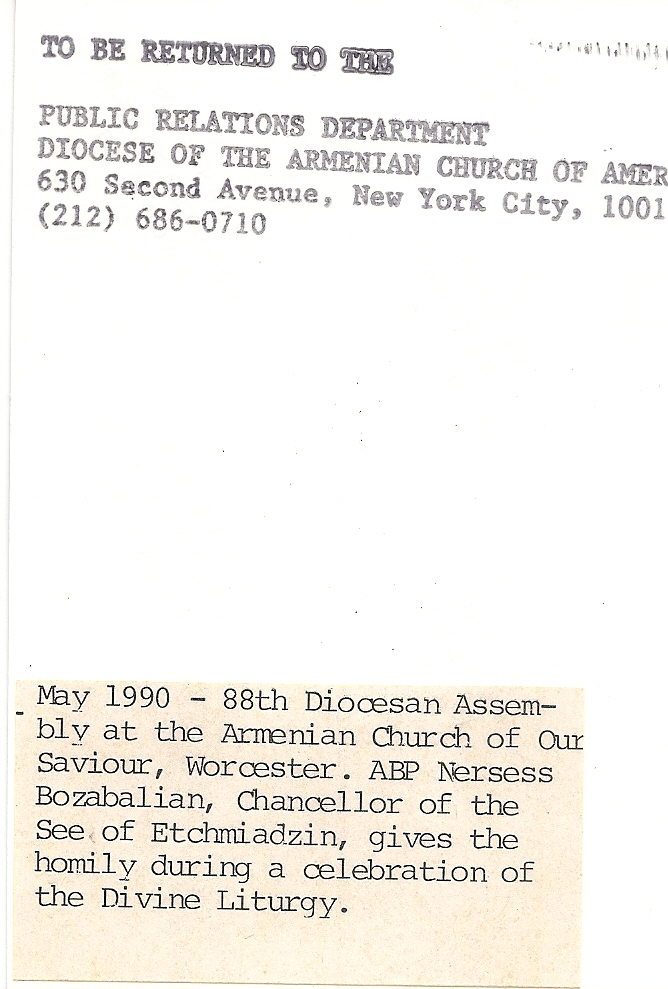 TO BE RETURNED TO THE
PUBLIC RELATIONS DEPARTMENT
DIOCESE OF THE ARMENIAN CHURCH OF AMER
630 Second Avenue, New York City, 1001
(212) 686-0710
May 1990 - 88th Diocesan Assem-
bly at the Armenian Church of Our
Saviour, Worcester. ABP Nersess
Bozabalian, Chancellor of the
See of Etchmiadzin, gives the
homily during a celebration of
the Divine Liturgy.